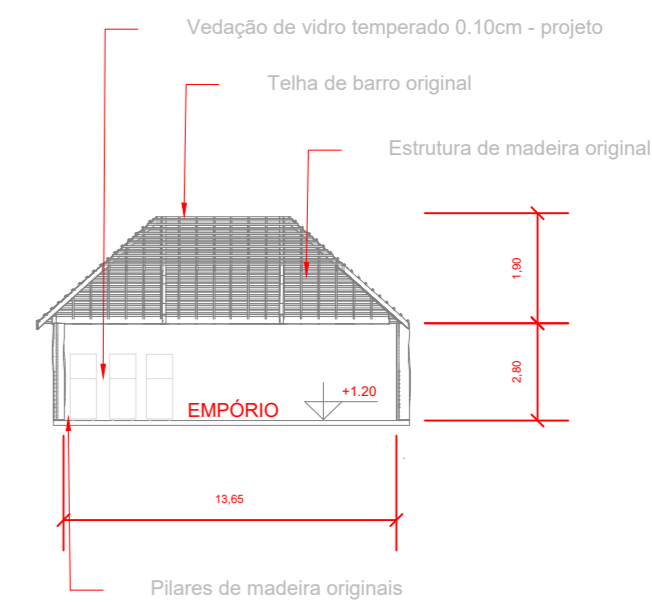 Vedação de vidro temperado 0.10cm - projeto
Telha de barro original
Estrutura de madeira original
1,90
2,80
+1.20
EMPÓRIO
13,65
Pilares de madeira originais